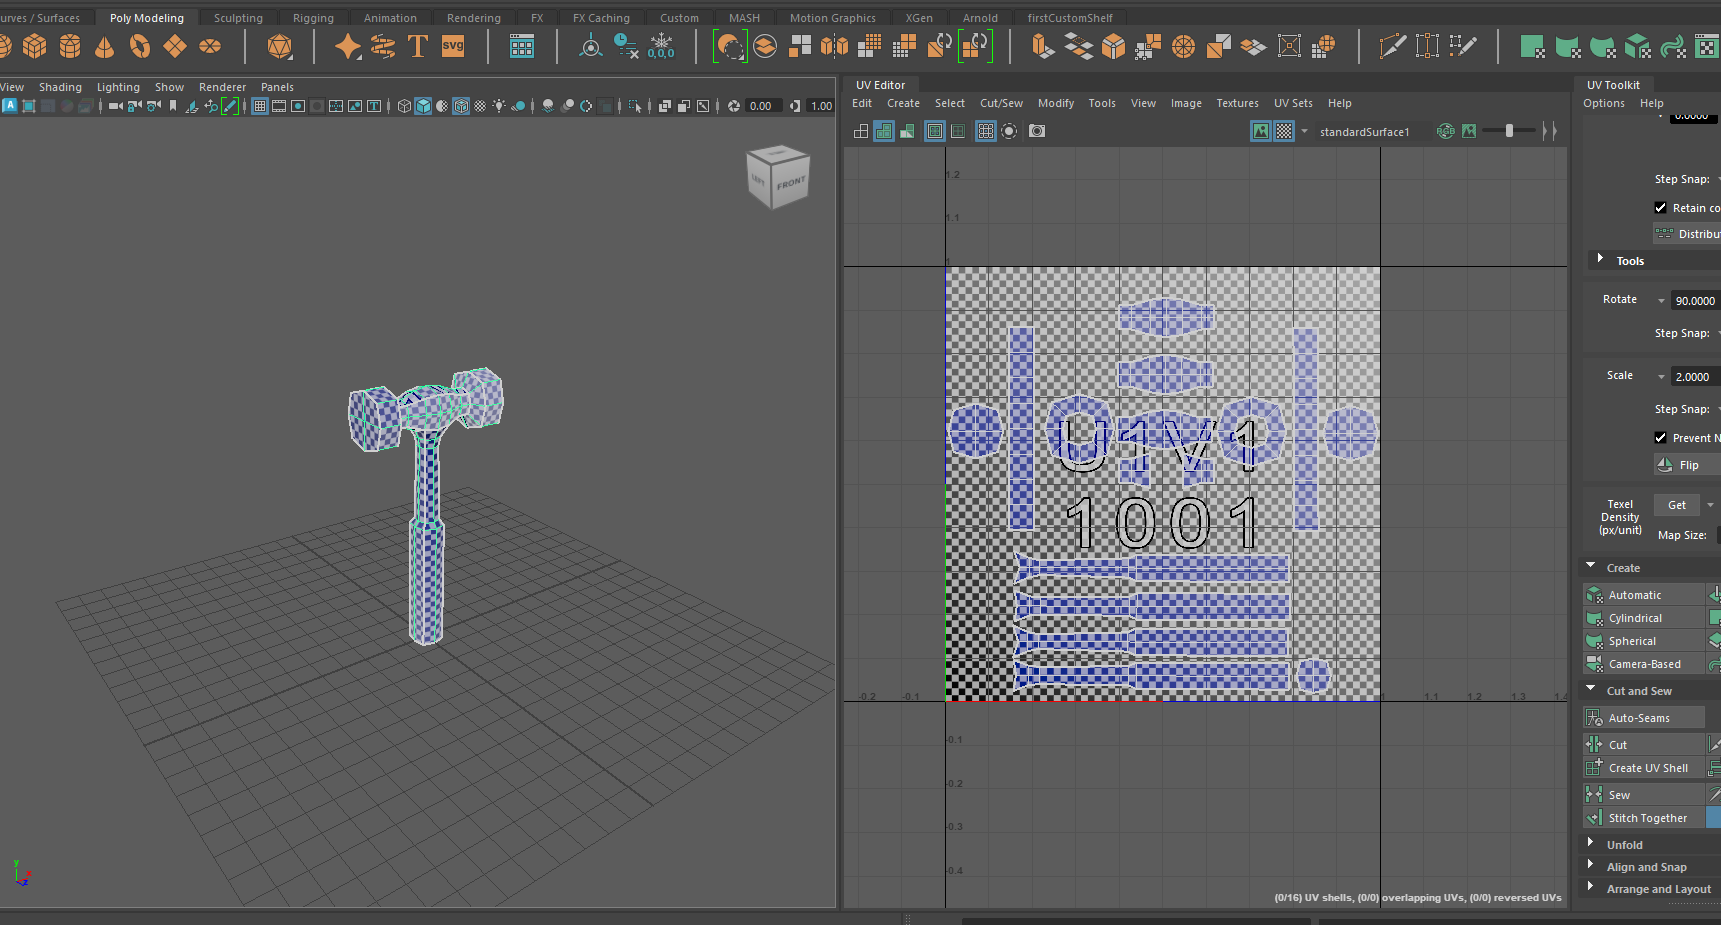 urves / Surfaces Poly Modeling Sculpting Rigging Animation Rendering FX FX Caching Custom MASH Motion Graphics XGen Arnold firstCustomShelf
T svg 0,0,0
View Shading Lighting Show Renderer Panels
0.00 1.00
LEFT FRONT
y x z
UV Editor
Edit Create Select Cut/Sew Modify Tools View Image Textures UV Sets Help
standardSurface1
1.2
1.1
1
U1V1
1001
-0.2 -0.1 1 1.1 1.2 1.3 1.4
-0.1
-0.2
-0.3
-0.4
(0/16) UV shells, (0/0) overlapping UVs, (0/0) reversed UVs
UV Toolkit
Options Help
0.0000
Step Snap:
Retain co
Distribut
Tools
Rotate 90.0000
Step Snap:
Scale 2.0000
Step Snap:
Prevent N
Flip
Texel Density (px/unit) Get
Map Size:
Create
Automatic
Cylindrical
Spherical
Camera-Based
Cut and Sew
Auto-Seams
Cut
Create UV Shell
Sew
Stitch Together
Unfold
Align and Snap
Arrange and Layout